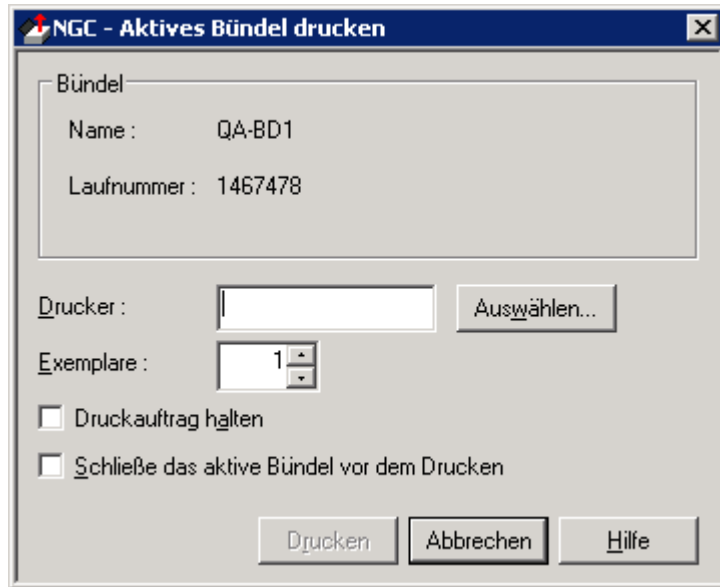 NGC - Aktives Bündel drucken
Bündel
Name : QA-BD1
Laufnummer : 1467478
Drucker : Auswählen...
Exemplare : 1
Druckauftrag halten
Schließe das aktive Bündel vor dem Drucken
Drucken Abbrechen Hilfe